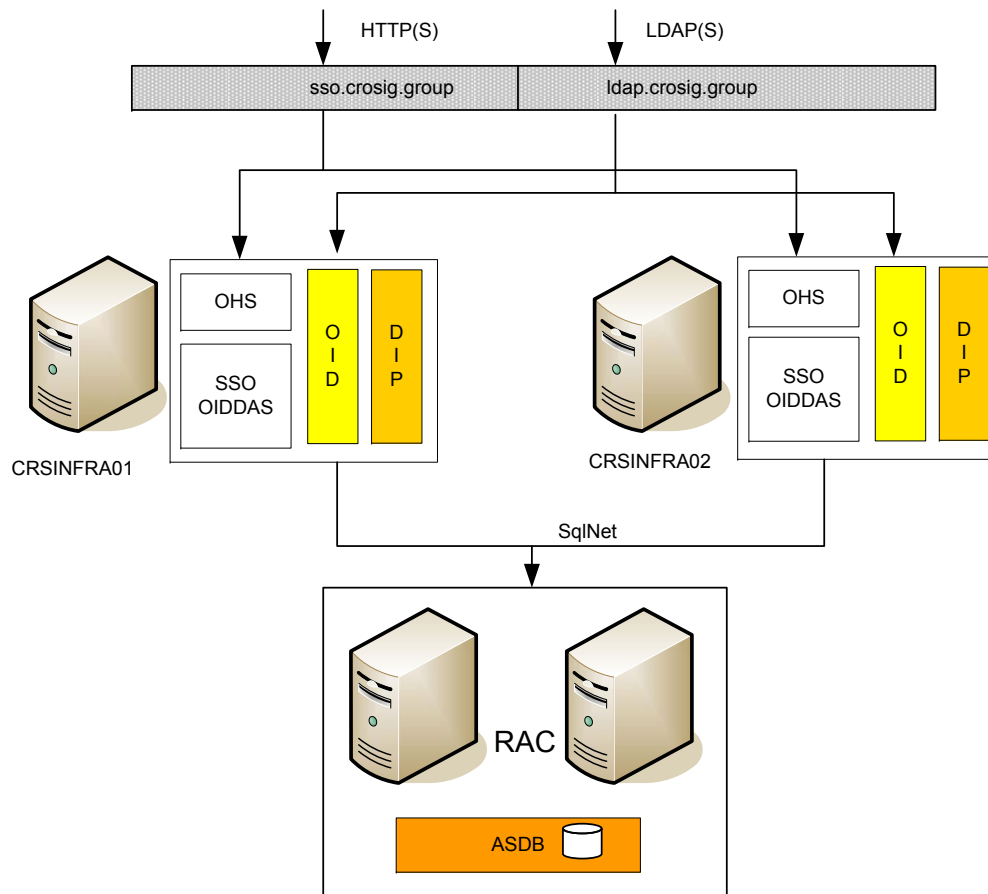 HTTP(S)
LDAP(S)
sso.crosig.group
ldap.crosig.group
OHS
SSO
OIDDAS
O
I
D
D
I
P
CRSINFRA01
OHS
SSO
OIDDAS
O
I
D
D
I
P
CRSINFRA02
SqlNet
RAC
ASDB